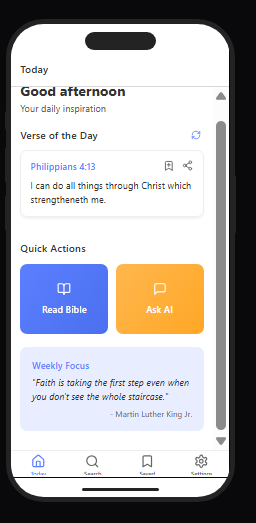 Today
Good afternoon
Your daily inspiration
Verse of the Day
Philippians 4:13
I can do all things through Christ which
strengtheneth me.
Quick Actions
Read Bible
Ask AI
Weekly Focus
"Faith is taking the first step even when
you don't see the whole staircase."
- Martin Luther King Jr.
Today
Search
Saved
Settings